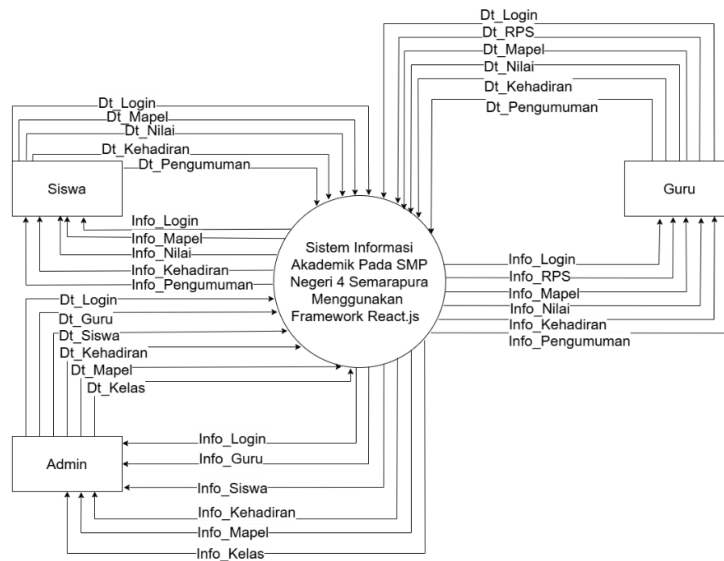 Dt_Login
Dt_RPS
Dt_Mapel
Dt_Nilai
Dt_Kehadiran
Dt_Pengumuman
Dt_Login
Dt_Mapel
Dt_Nilai
Dt_Kehadiran
Dt_Pengumuman
Siswa
Guru
Info_Login
Info_Mapel
Info_Nilai
Info_Kehadiran
Info_Pengumuman
Sistem Informasi
Akademik Pada SMP
Negeri 4 Semarapura
Menggunakan
Framework React.js
Info_Login
Info_RPS
Info_Mapel
Info_Nilai
Info_Kehadiran
Info_Pengumuman
Dt_Login
Dt_Guru
Dt_Siswa
Dt_Kehadiran
Dt_Mapel
Dt_Kelas
Admin
Info_Login
Info_Guru
Info_Siswa
Info_Kehadiran
Info_Mapel
Info_Kelas